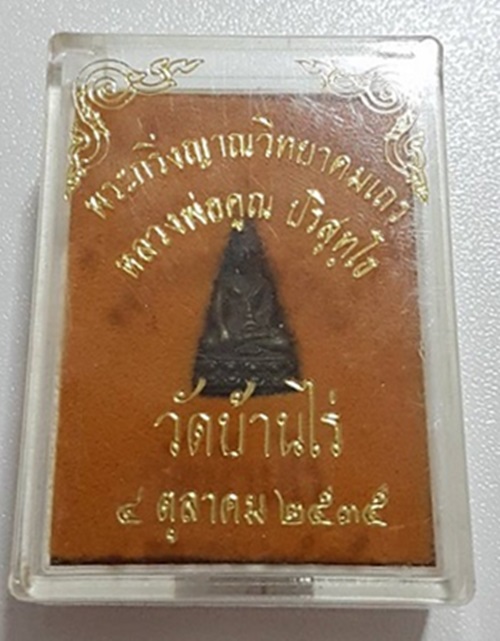 พระกริ่งญาณวิทยาคมเถร
หลวงพ่อคูณ ปริสุทฺโธ
วัดบ้านไร่
๔ ตุลาคม ๒๕๓๕